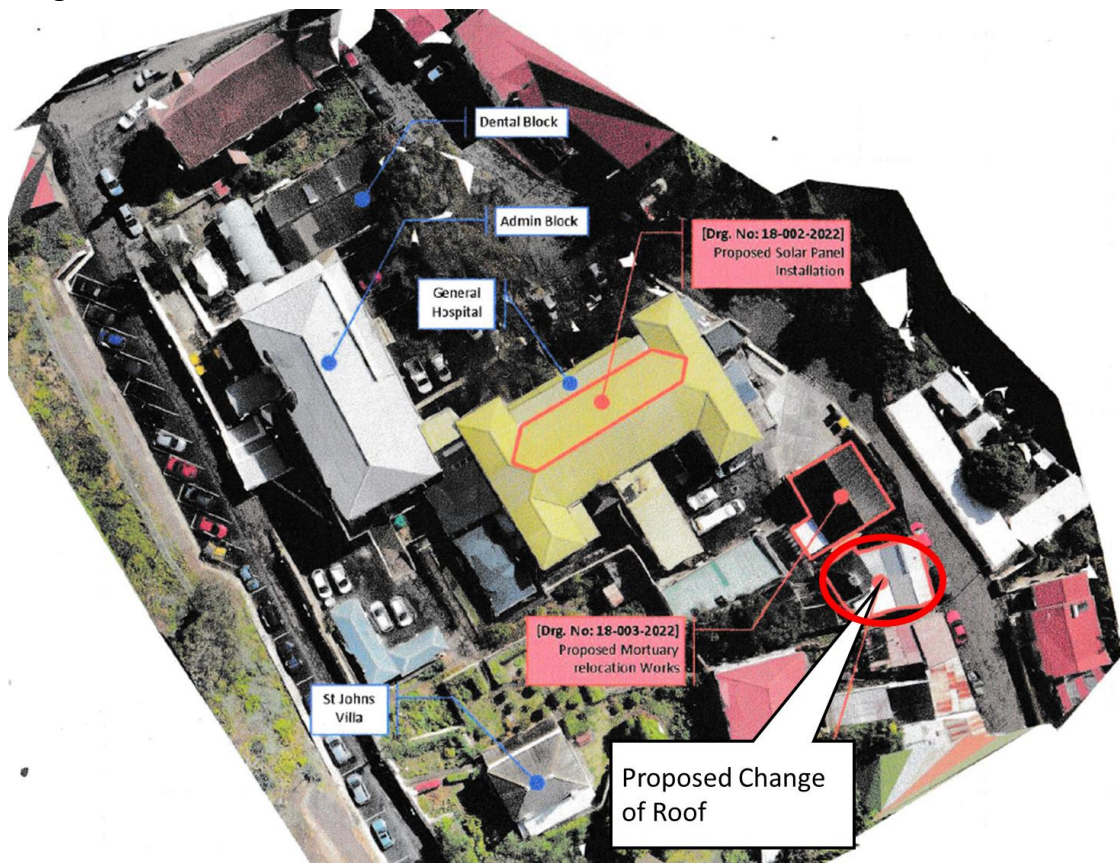 Dental Block
Admin Block
[Drg. No: 18-002-2022]
Proposed Solar Panel
Installation
General
Hospital
[Drg. No: 18-003-2022]
Proposed Mortuary
relocation Works
St Johns
Villa
Proposed Change
of Roof